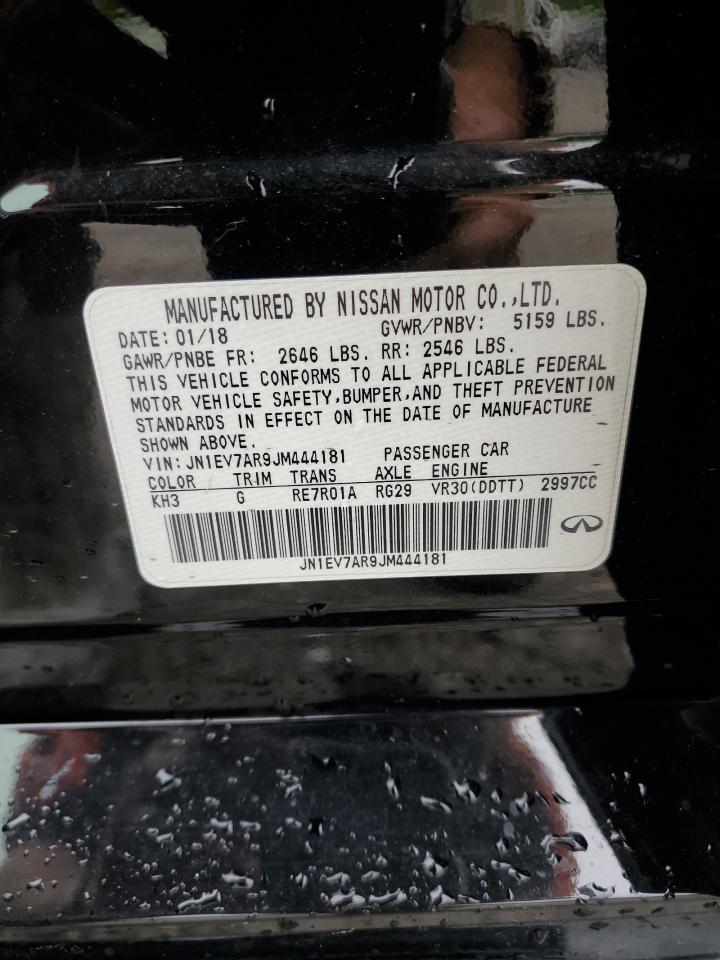 MANUFACTURED BY NISSAN MOTOR CO.,LTD.
DATE: 01/18 GVWR/PNBV: 5159 LBS.
GAWR/PNBE FR: 2646 LBS. RR: 2546 LBS.
THIS VEHICLE CONFORMS TO ALL APPLICABLE FEDERAL
MOTOR VEHICLE SAFETY,BUMPER,AND THEFT PREVENTION
STANDARDS IN EFFECT ON THE DATE OF MANUFACTURE
SHOWN ABOVE.
VIN: JN1EV7AR9JM444181 PASSENGER CAR
COLOR TRIM TRANS AXLE ENGINE
KH3 G RE7R01A RG29 VR30(DDTT) 2997CC
JN1EV7AR9JM444181